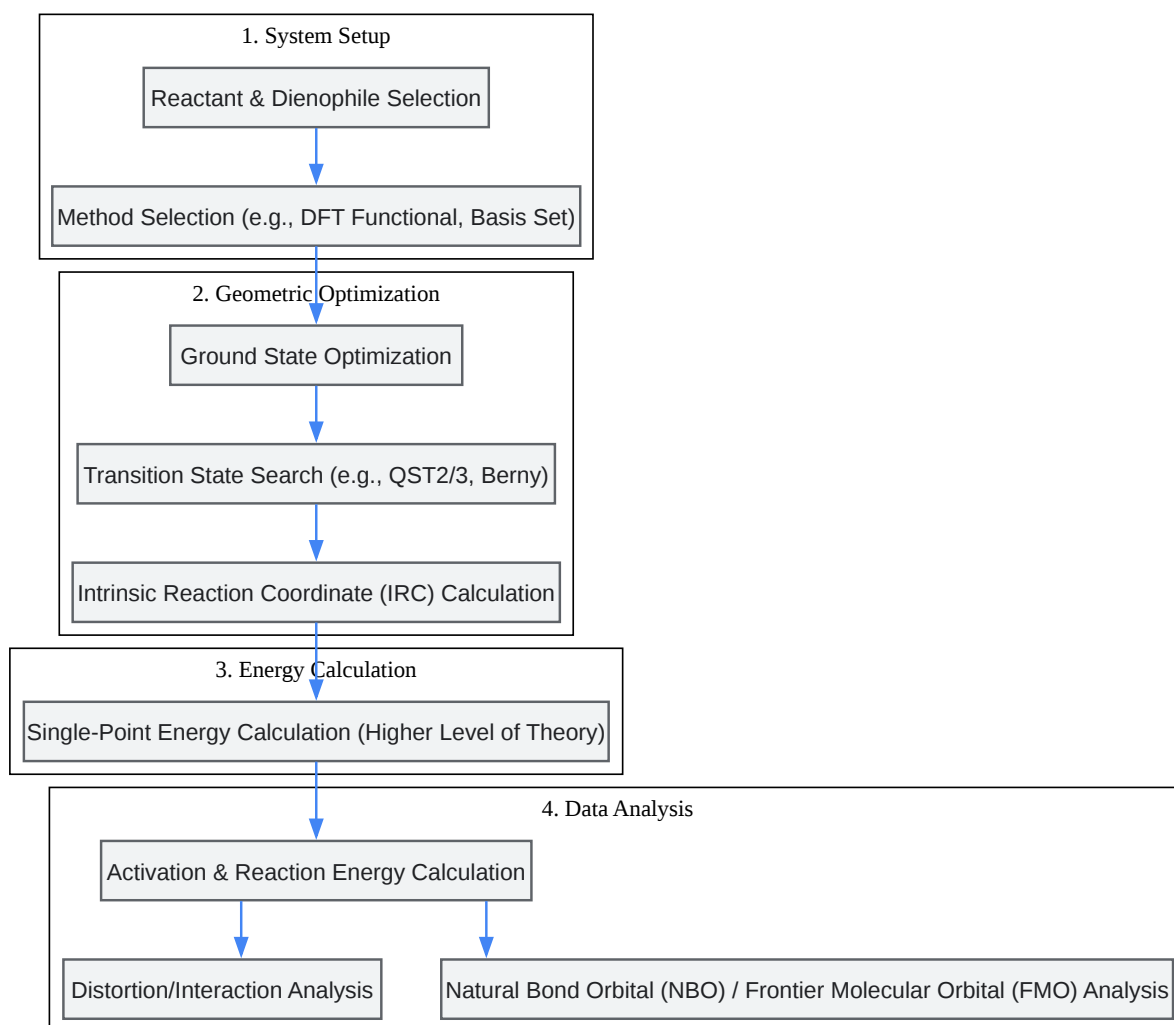 1. System Setup
Reactant & Dienophile Selection
Method Selection (e.g., DFT Functional, Basis Set)
2. Geometric Optimization
Ground State Optimization
Transition State Search (e.g., QST2/3, Berny)
Intrinsic Reaction Coordinate (IRC) Calculation
3. Energy Calculation
Single-Point Energy Calculation (Higher Level of Theory)
4. Data Analysis
Activation & Reaction Energy Calculation
Distortion/Interaction Analysis
Natural Bond Orbital (NBO) / Frontier Molecular Orbital (FMO) Analysis